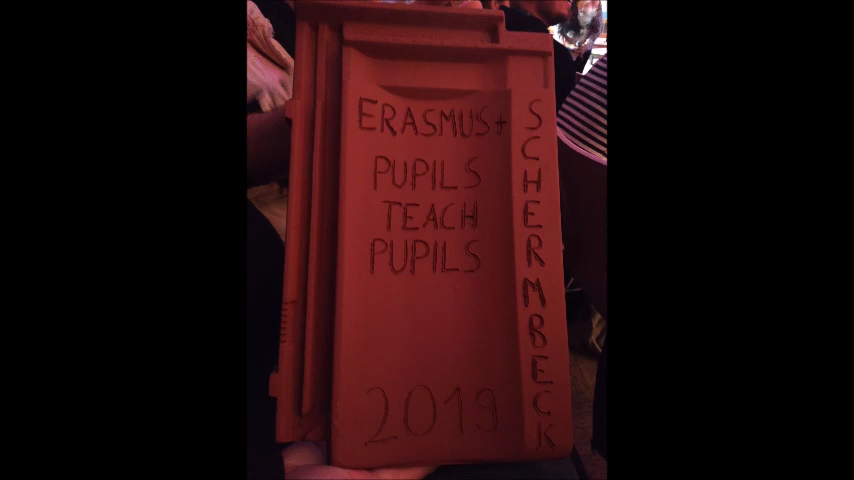 ERASMUS+
PUPILS
TEACH
PUPILS
2019
SCHERMBECK